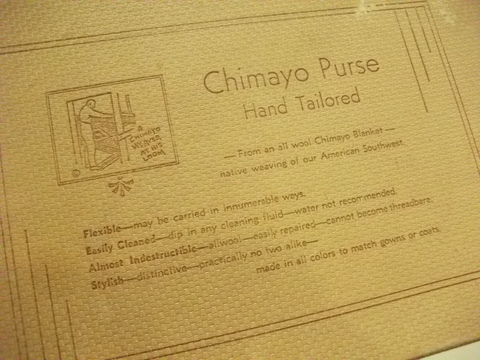 Chimayo Purse
Hand Tailored
A
CHIMAYO
WEAVER
AT HIS
LOOM
©
— From an all wool Chimayo Blanket —
native weaving of our American Southwest.
Flexible—may be carried in innumerable ways.
Easily Cleaned—dip in any cleaning fluid—water not recommended.
Almost Indestructible—allwool—easily repaired—cannot become threadbare.
Stylish—distinctive—practically no two alike—
made in all colors to match gowns or coats.